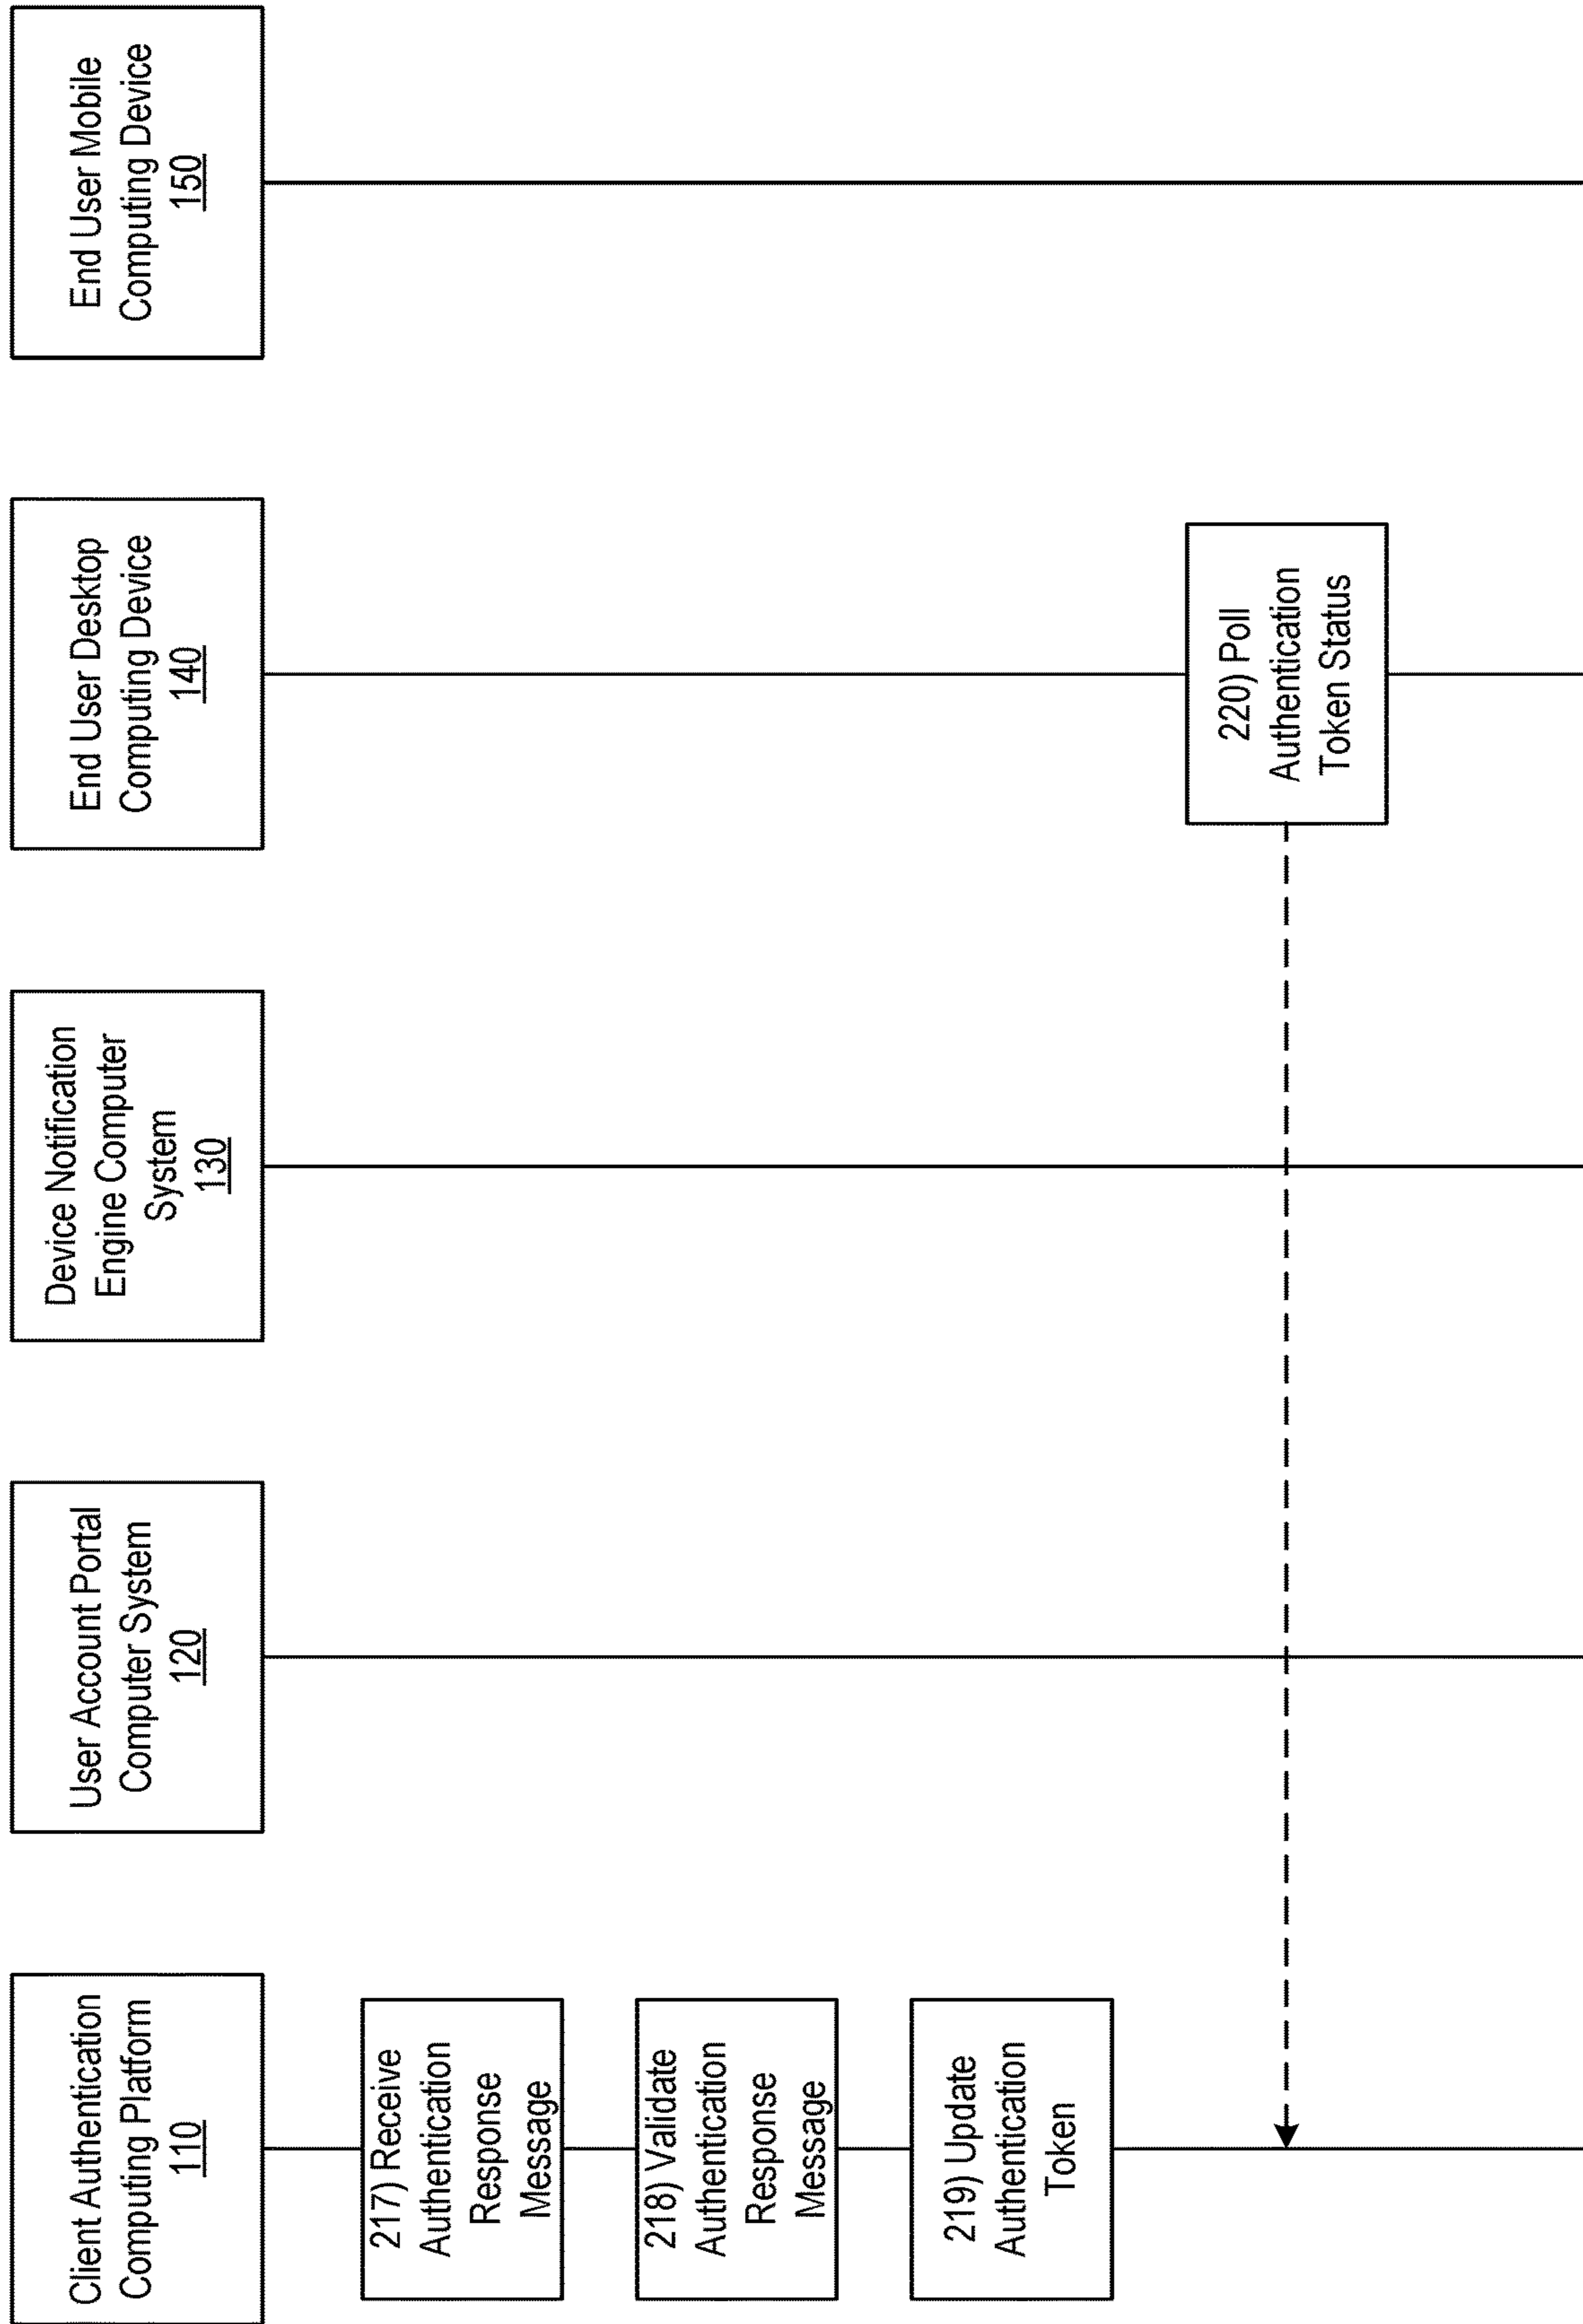 Client Authentication
Computing Platform
110
User Account Portal
Computer System
120
Device Notification
Engine Computer
System
130
End User Desktop
Computing Device
140
End User Mobile
Computing Device
150
217) Receive
Authentication
Response
Message
218) Validate
Authentication
Response
Message
219) Update
Authentication
Token
220) Poll
Authentication
Token Status